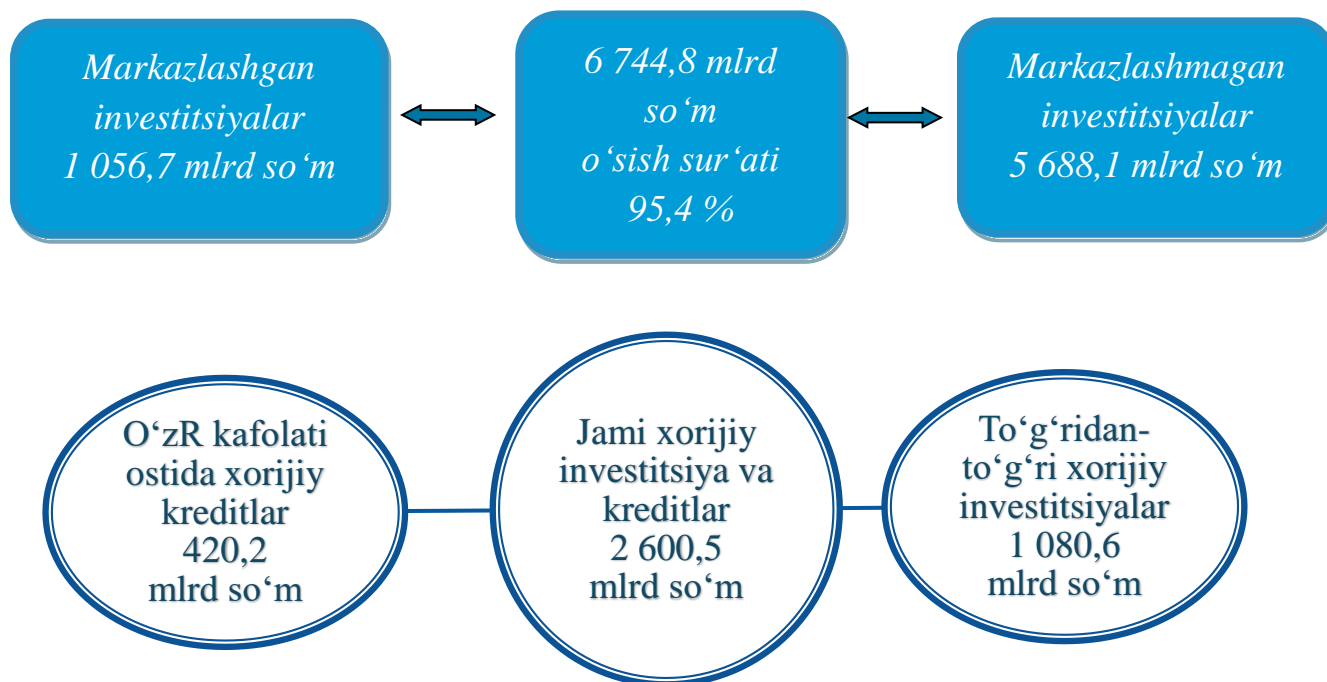 Markazlashgan
investitsiyalar
1 056,7 mlrd so‘m
6 744,8 mlrd
so‘m
o‘sish sur‘ati
95,4 %
Markazlashmagan
investitsiyalar
5 688,1 mlrd so‘m
O‘zR kafolati
ostida xorijiy
kreditlar
420,2
mlrd so‘m
Jami xorijiy
investitsiya va
kreditlar
2 600,5
mlrd so‘m
To‘g‘ridan-
to‘g‘ri xorijiy
investitsiyalar
1 080,6
mlrd so‘m